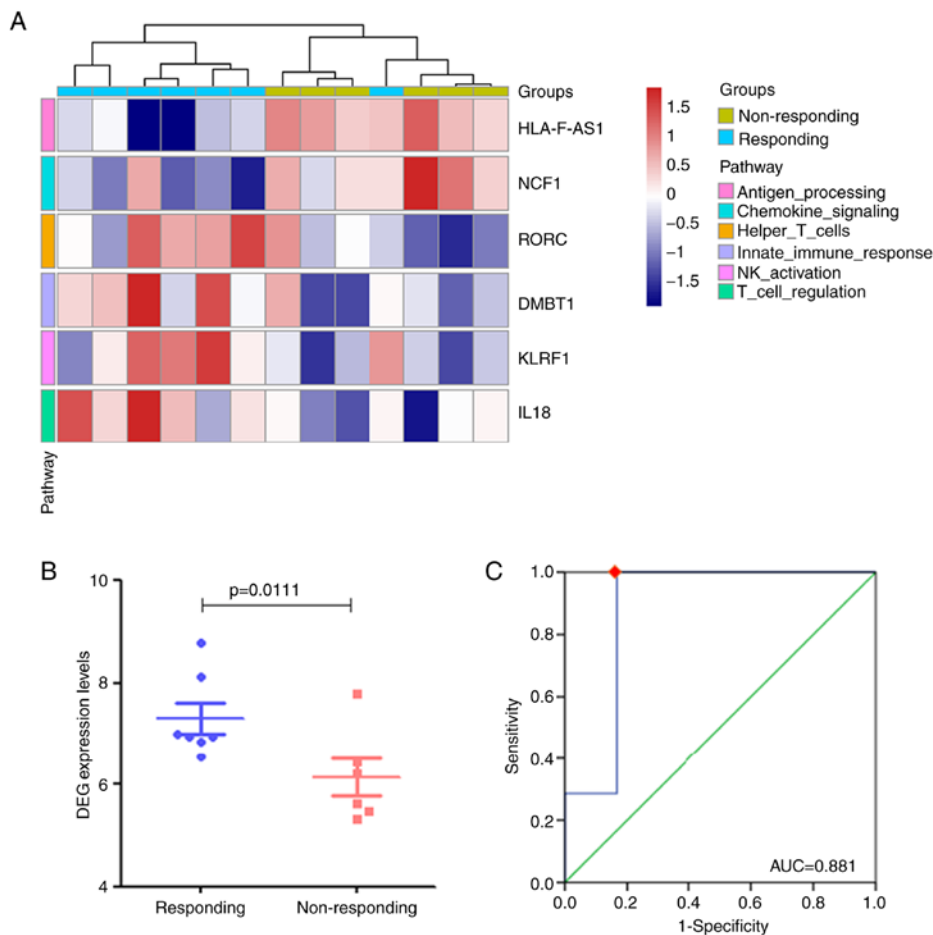 A
Groups
HLA-F-AS1
NCF1
RORC
DMBT1
KLRF1
IL18
Pathway
1.5
1
0.5
0
−0.5
−1
−1.5
Groups
Non-responding
Responding
Pathway
Antigen_processing
Chemokine_signaling
Helper_T_cells
Innate_immune_response
NK_activation
T_cell_regulation
B
10
8
6
4
DEG expression levels
p=0.0111
Responding
Non-responding
C
1.0
0.8
0.6
0.4
0.2
0.0
Sensitivity
AUC=0.881
0.0
0.2
0.4
0.6
0.8
1.0
1-Specificity